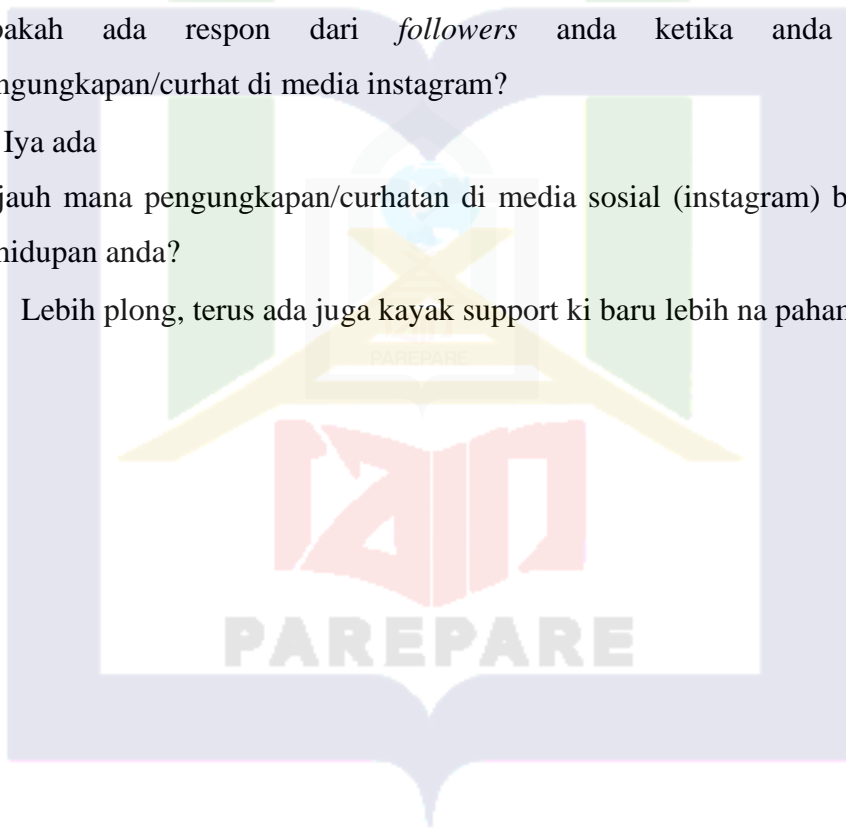 pakah ada respon dari followers anda ketika anda
ngungkapan/curhat di media instagram?
Iya ada
jauh mana pengungkapan/curhatan di media sosial (instagram) b
hidupan anda?
Lebih plong, terus ada juga kayak support ki baru lebih na paham
PAREPARE
iain
PAREPARE